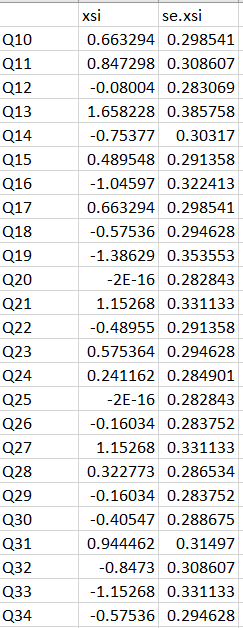 xsi se.xsi
Q10 0.663294 0.298541
Q11 0.847298 0.308607
Q12 -0.08004 0.283069
Q13 1.658228 0.385758
Q14 -0.75377 0.30317
Q15 0.489548 0.291358
Q16 -1.04597 0.322413
Q17 0.663294 0.298541
Q18 -0.57536 0.294628
Q19 -1.38629 0.353553
Q20 -2E-16 0.282843
Q21 1.15268 0.331133
Q22 -0.48955 0.291358
Q23 0.575364 0.294628
Q24 0.241162 0.284901
Q25 -2E-16 0.282843
Q26 -0.16034 0.283752
Q27 1.15268 0.331133
Q28 0.322773 0.286534
Q29 -0.16034 0.283752
Q30 -0.40547 0.288675
Q31 0.944462 0.31497
Q32 -0.8473 0.308607
Q33 -1.15268 0.331133
Q34 -0.57536 0.294628